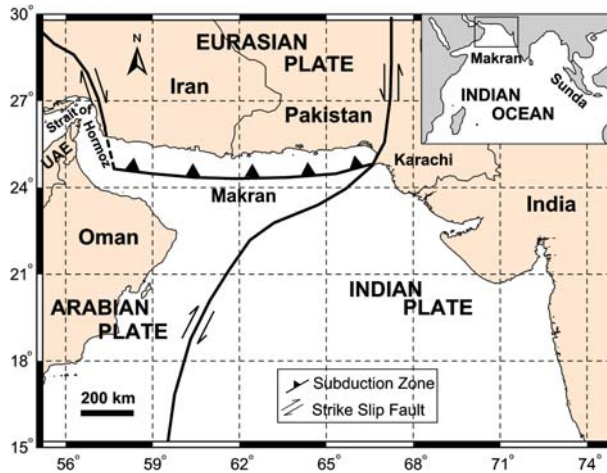 30°
27°
24°
21°
18°
15°
56°
59°
62°
65°
68°
71°
74°
N
EURASIAN
PLATE
Iran
Pakistan
Strait of
Hormoz
UAE
Oman
Makran
Karachi
India
ARABIAN
PLATE
INDIAN
PLATE
200 km
Subduction Zone
Strike Slip Fault
Makran
Sunda
INDIAN
OCEAN